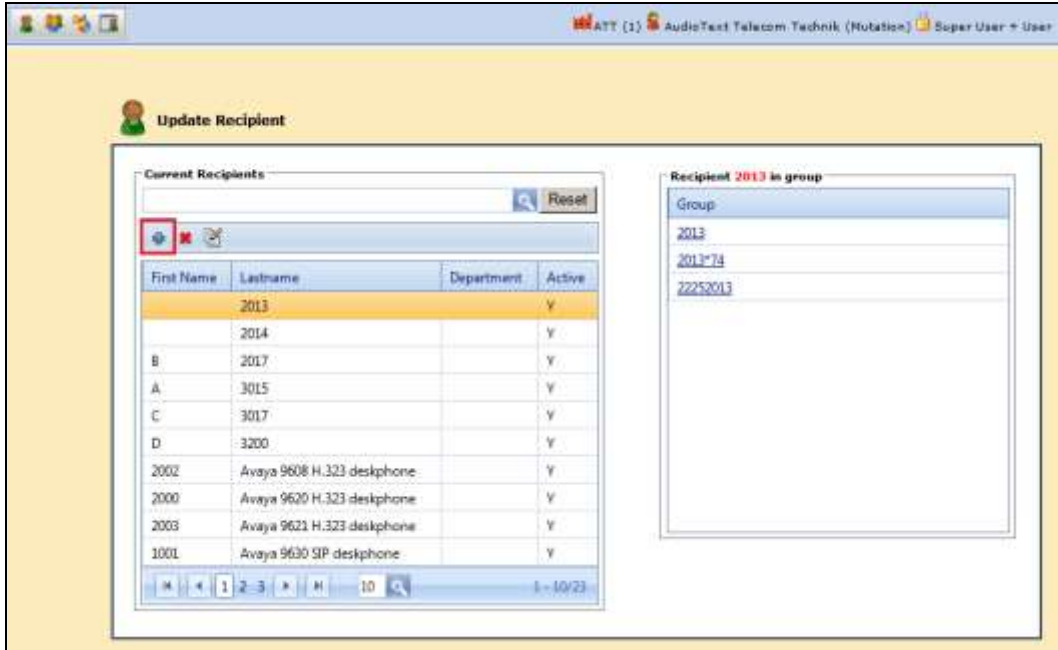 ATT (1) AudioText Telecom Technik (Mutation) Super User + User
Update Recipient
Current Recipients
Reset
First Name Lastname Department Active
2013 Y
2014 Y
B 2017 Y
A 3015 Y
C 3017 Y
D 3200 Y
2002 Avaya 9608 H.323 deskphone Y
2000 Avaya 9620 H.323 deskphone Y
2003 Avaya 9621 H.323 deskphone Y
1001 Avaya 9630 SIP deskphone Y
1 2 3 10 1 - 10/23
Recipient 2013 in group
Group
2013
2013*74
22252013